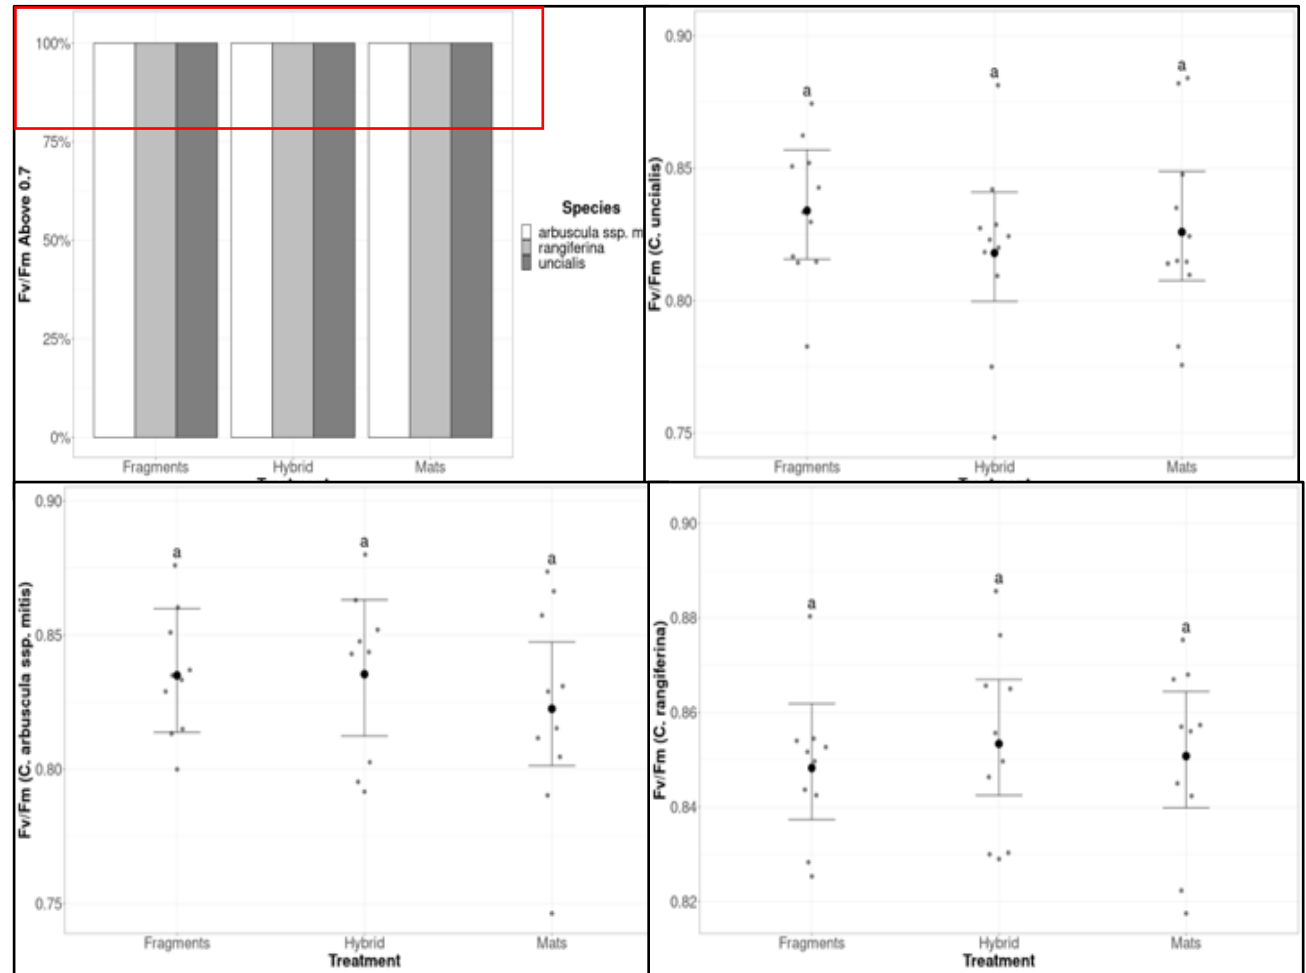 100%
75%
50%
25%
0%
Fv/Fm Above 0.7
Fragments Hybrid Mats
Species
arbuscula ssp. m
rangiferina
uncialis
0.90
0.85
0.80
0.75
Fv/Fm (C. uncialis)
a a a
Fragments Hybrid Mats
0.90
0.85
0.80
0.75
Fv/Fm (C. arbuscula ssp. mitis)
a a a
Fragments Hybrid Mats
Treatment
0.90
0.88
0.86
0.84
0.82
Fv/Fm (C. rangiferina)
a a a
Fragments Hybrid Mats
Treatment